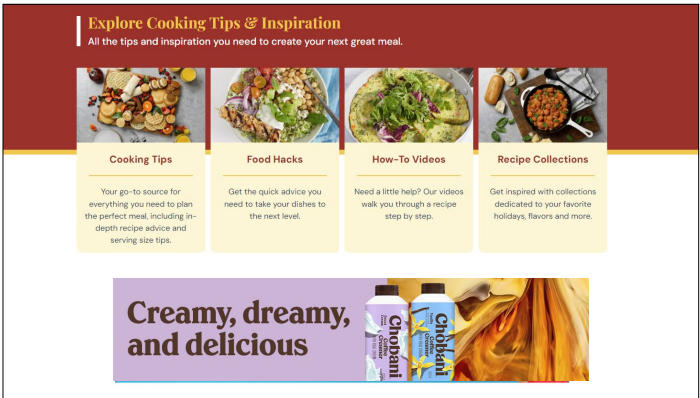 Explore Cooking Tips & Inspiration
All the tips and inspiration you need to create your next great meal.
Cooking Tips
Your go-to source for
everything you need to plan
the perfect meal, including in-
depth recipe advice and
serving size tips.
Food Hacks
Get the quick advice you
need to take your dishes to
the next level.
How-To Videos
Need a little help? Our videos
walk you through a recipe
step by step.
Recipe Collections
Get inspired with collections
dedicated to your favorite
holidays, flavors and more.
Creamy, dreamy,
and delicious
Chobani
Coffee
Creamer
Chobani
Coffee
Creamer